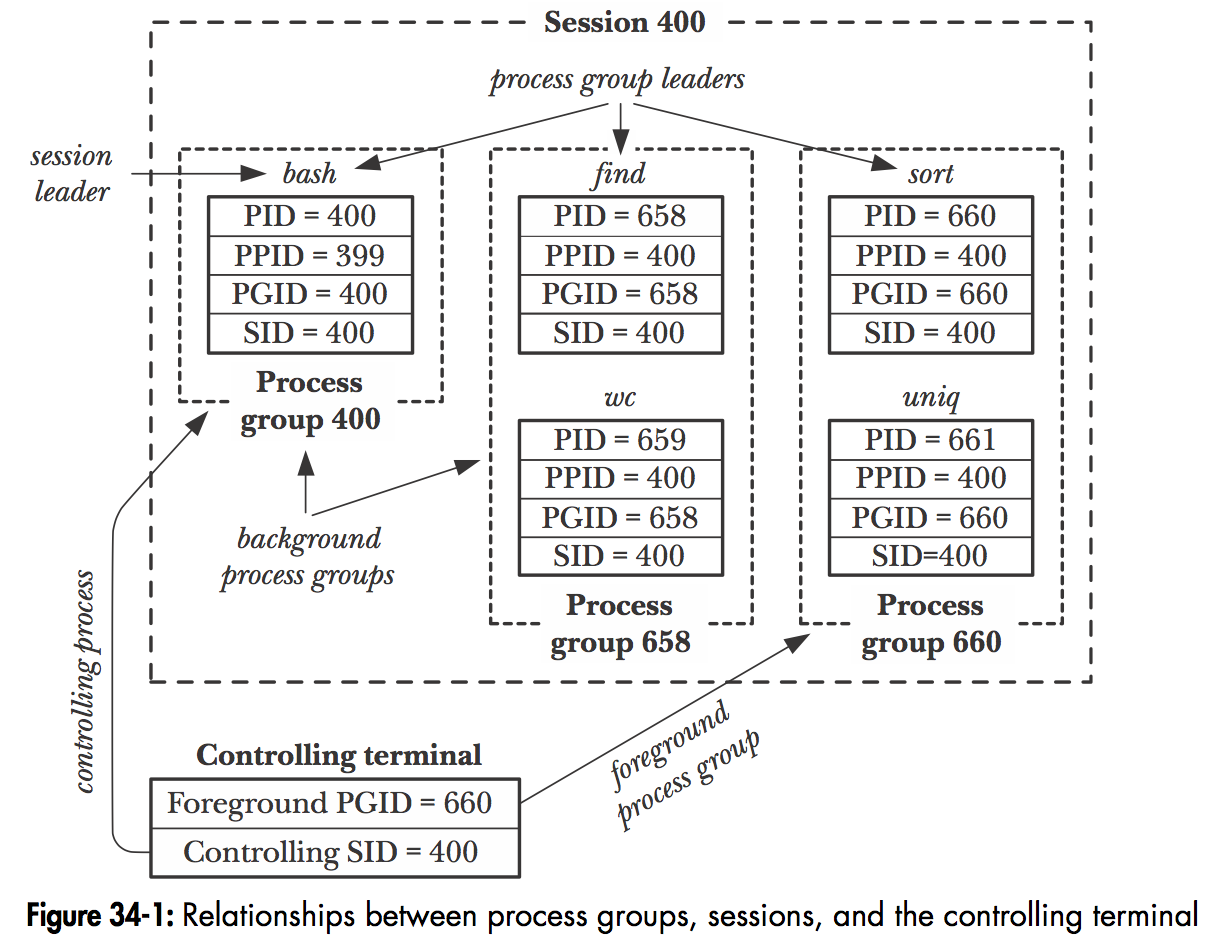 Session 400
process group leaders
session
leader
bash
PID = 400
PPID = 399
PGID = 400
SID = 400
Process
group 400
find
PID = 658
PPID = 400
PGID = 658
SID = 400
wc
PID = 659
PPID = 400
PGID = 658
SID = 400
Process
group 658
sort
PID = 660
PPID = 400
PGID = 660
SID = 400
uniq
PID = 661
PPID = 400
PGID = 660
SID=400
Process
group 660
background
process groups
controlling process
foreground
process group
Controlling terminal
Foreground PGID = 660
Controlling SID = 400
Figure 34-1: Relationships between process groups, sessions, and the controlling terminal